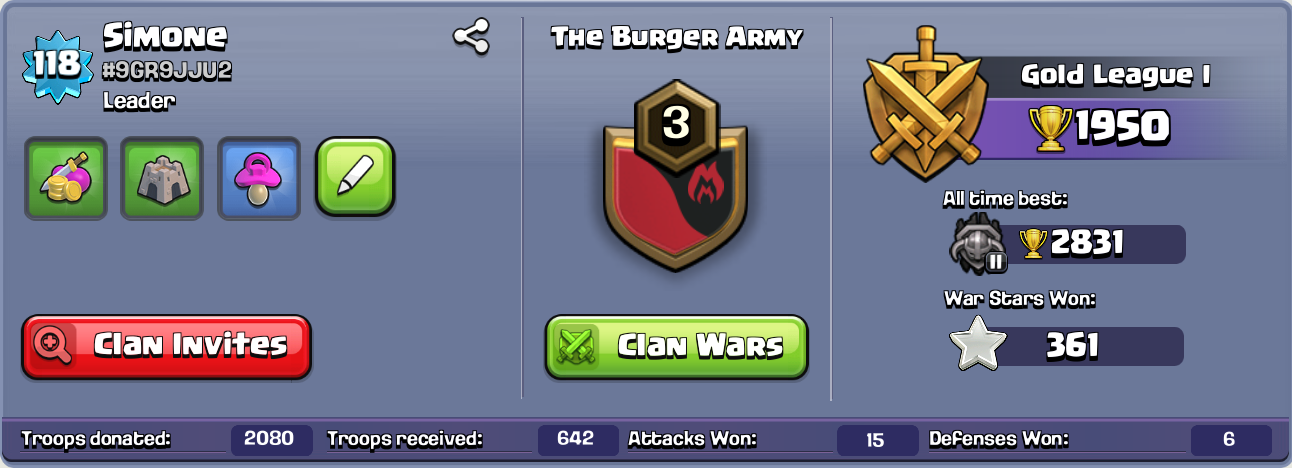 118
Simone
#9GR9JJU2
Leader
Clan Invites
The Burger Army
3
Clan Wars
Gold League I
1950
All time best:
II
2831
War Stars Won:
361
Troops donated: 2080 Troops received: 642 Attacks Won: 15 Defenses Won: 6